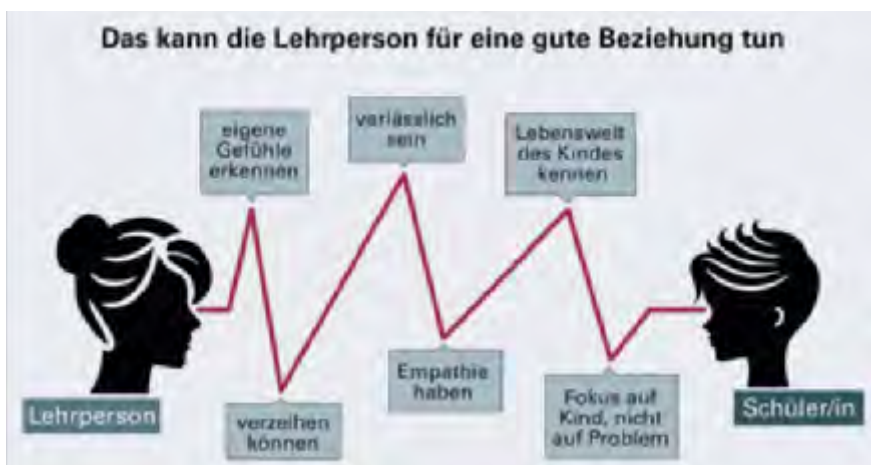 Das kann die Lehrperson für eine gute Beziehung tun
eigene
Gefühle
erkennen
verlässlich
sein
Lebenswelt
des Kindes
kennen
Lehrperson
verzeihen
können
Empathie
haben
Fokus auf
Kind, nicht
auf Problem
Schüler/in